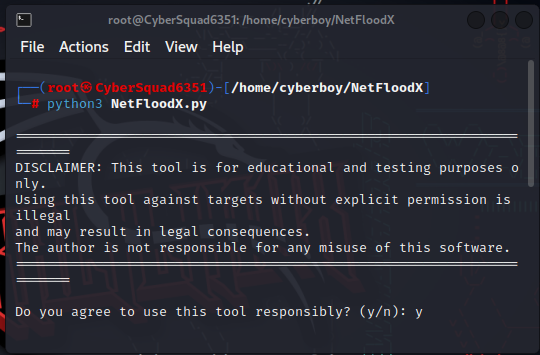 root@CyberSquad6351: /home/cyberboy/NetFloodX
File Actions Edit View Help
┌──(root㉿CyberSquad6351)-[/home/cyberboy/NetFloodX]
└─# python3 NetFloodX.py
================================================================
=======
DISCLAIMER: This tool is for educational and testing purposes o
nly.
Using this tool against targets without explicit permission is
illegal
and may result in legal consequences.
The author is not responsible for any misuse of this software.
================================================================
=======
Do you agree to use this tool responsibly? (y/n): y